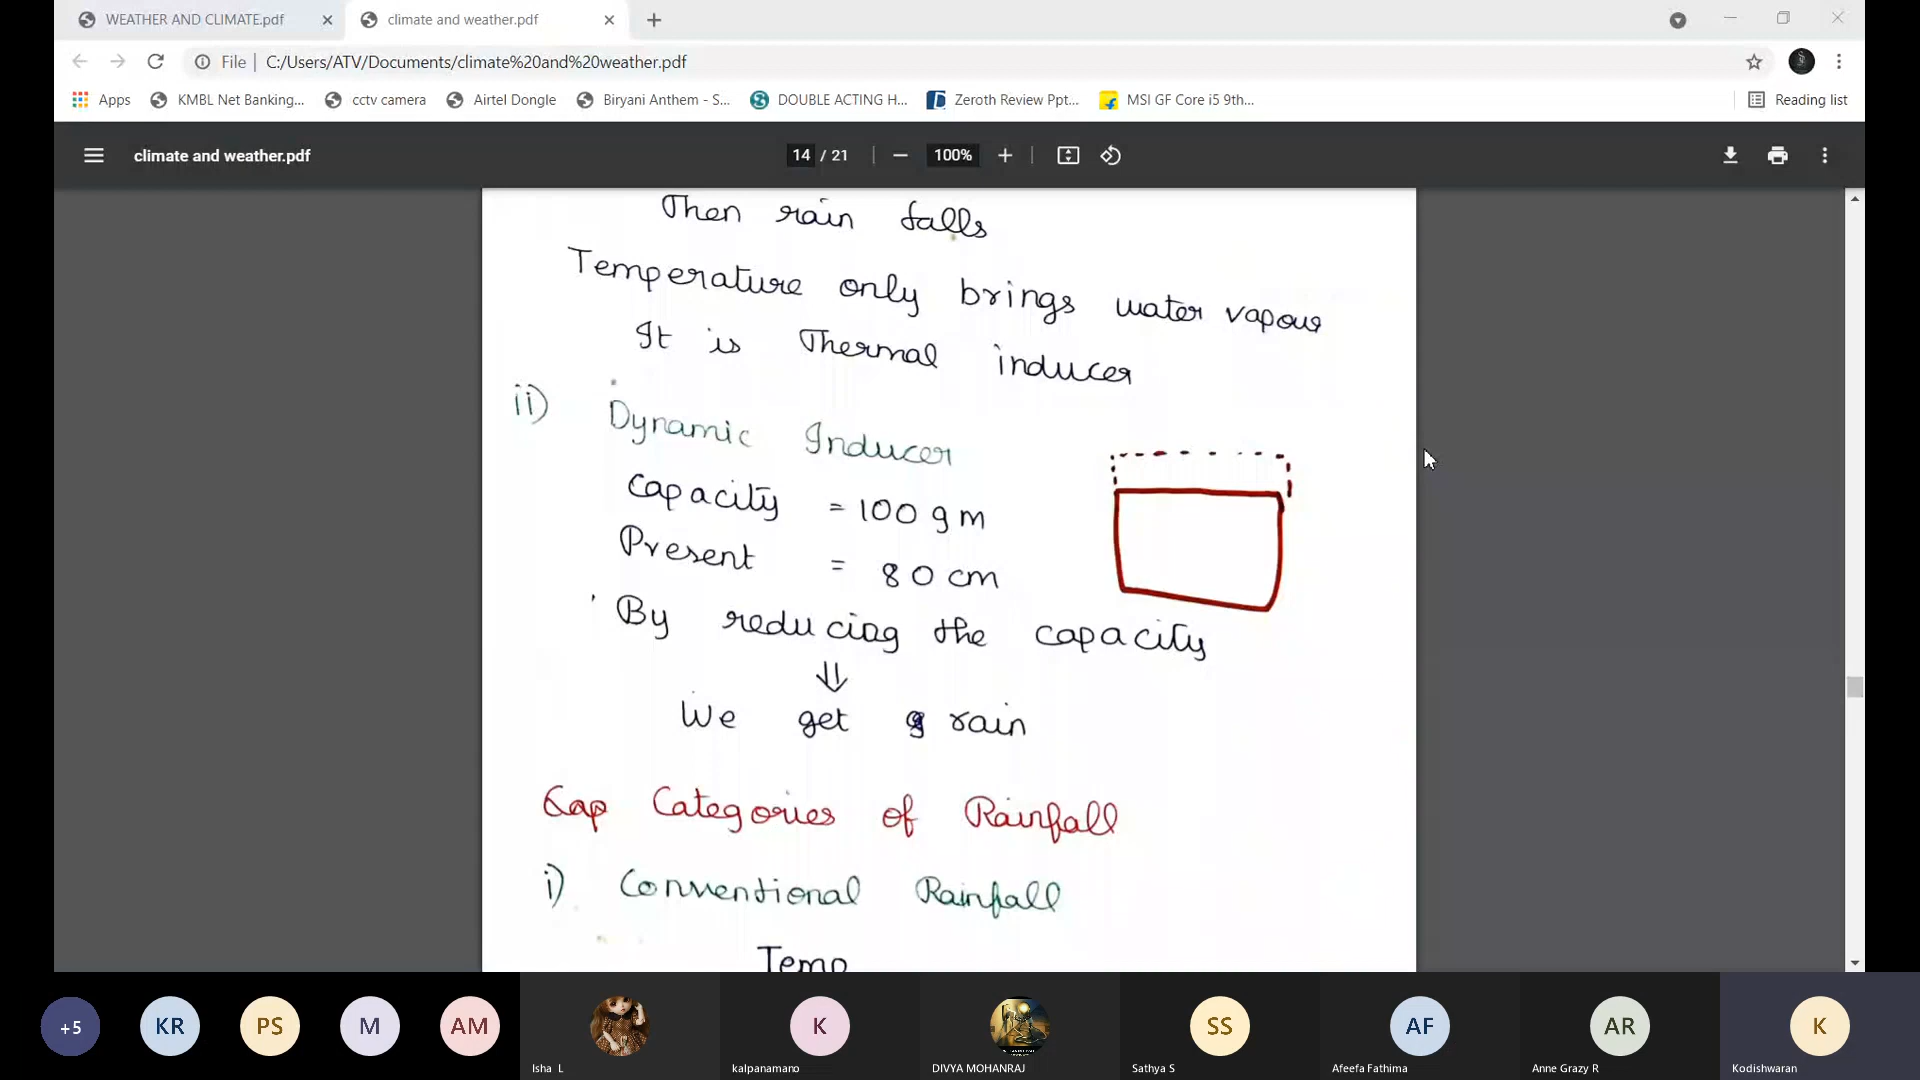 WEATHER AND CLIMATE.pdf
climate and weather.pdf
File | C:/Users/ATV/Documents/climate%20and%20weather.pdf
Apps KMBL Net Banking... cctv camera Airtel Dongle Biryani Anthem - S... DOUBLE ACTING H... Zeroth Review Ppt... MSI GF Core i5 9th... Reading list
climate and weather.pdf 14 / 21 100%
Then rain falls
Temperature only brings water vapour
It is Thermal inducer
ii) Dynamic Inducer
Capacity = 100 gm
Present = 80 cm
By reducing the capacity
⇓
We get rain
Cap Categories of Rainfall
i) Conventional Rainfall
Temp
+5 KR PS M AM K SS AF AR K
Isha L kalpanamano DIVYA MOHANRAJ Sathya S Afeefa Fathima Anne Grazy R Kodishwaran